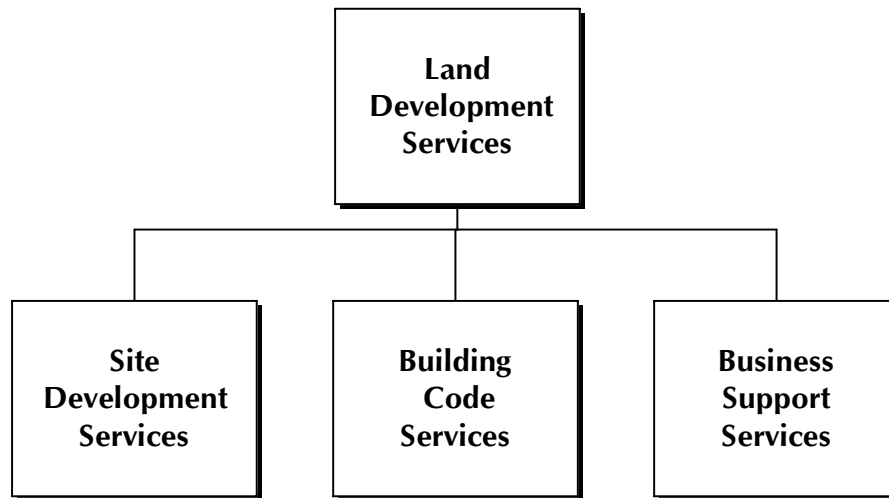 Land
Development
Services
Site
Development
Services
Building
Code
Services
Business
Support
Services